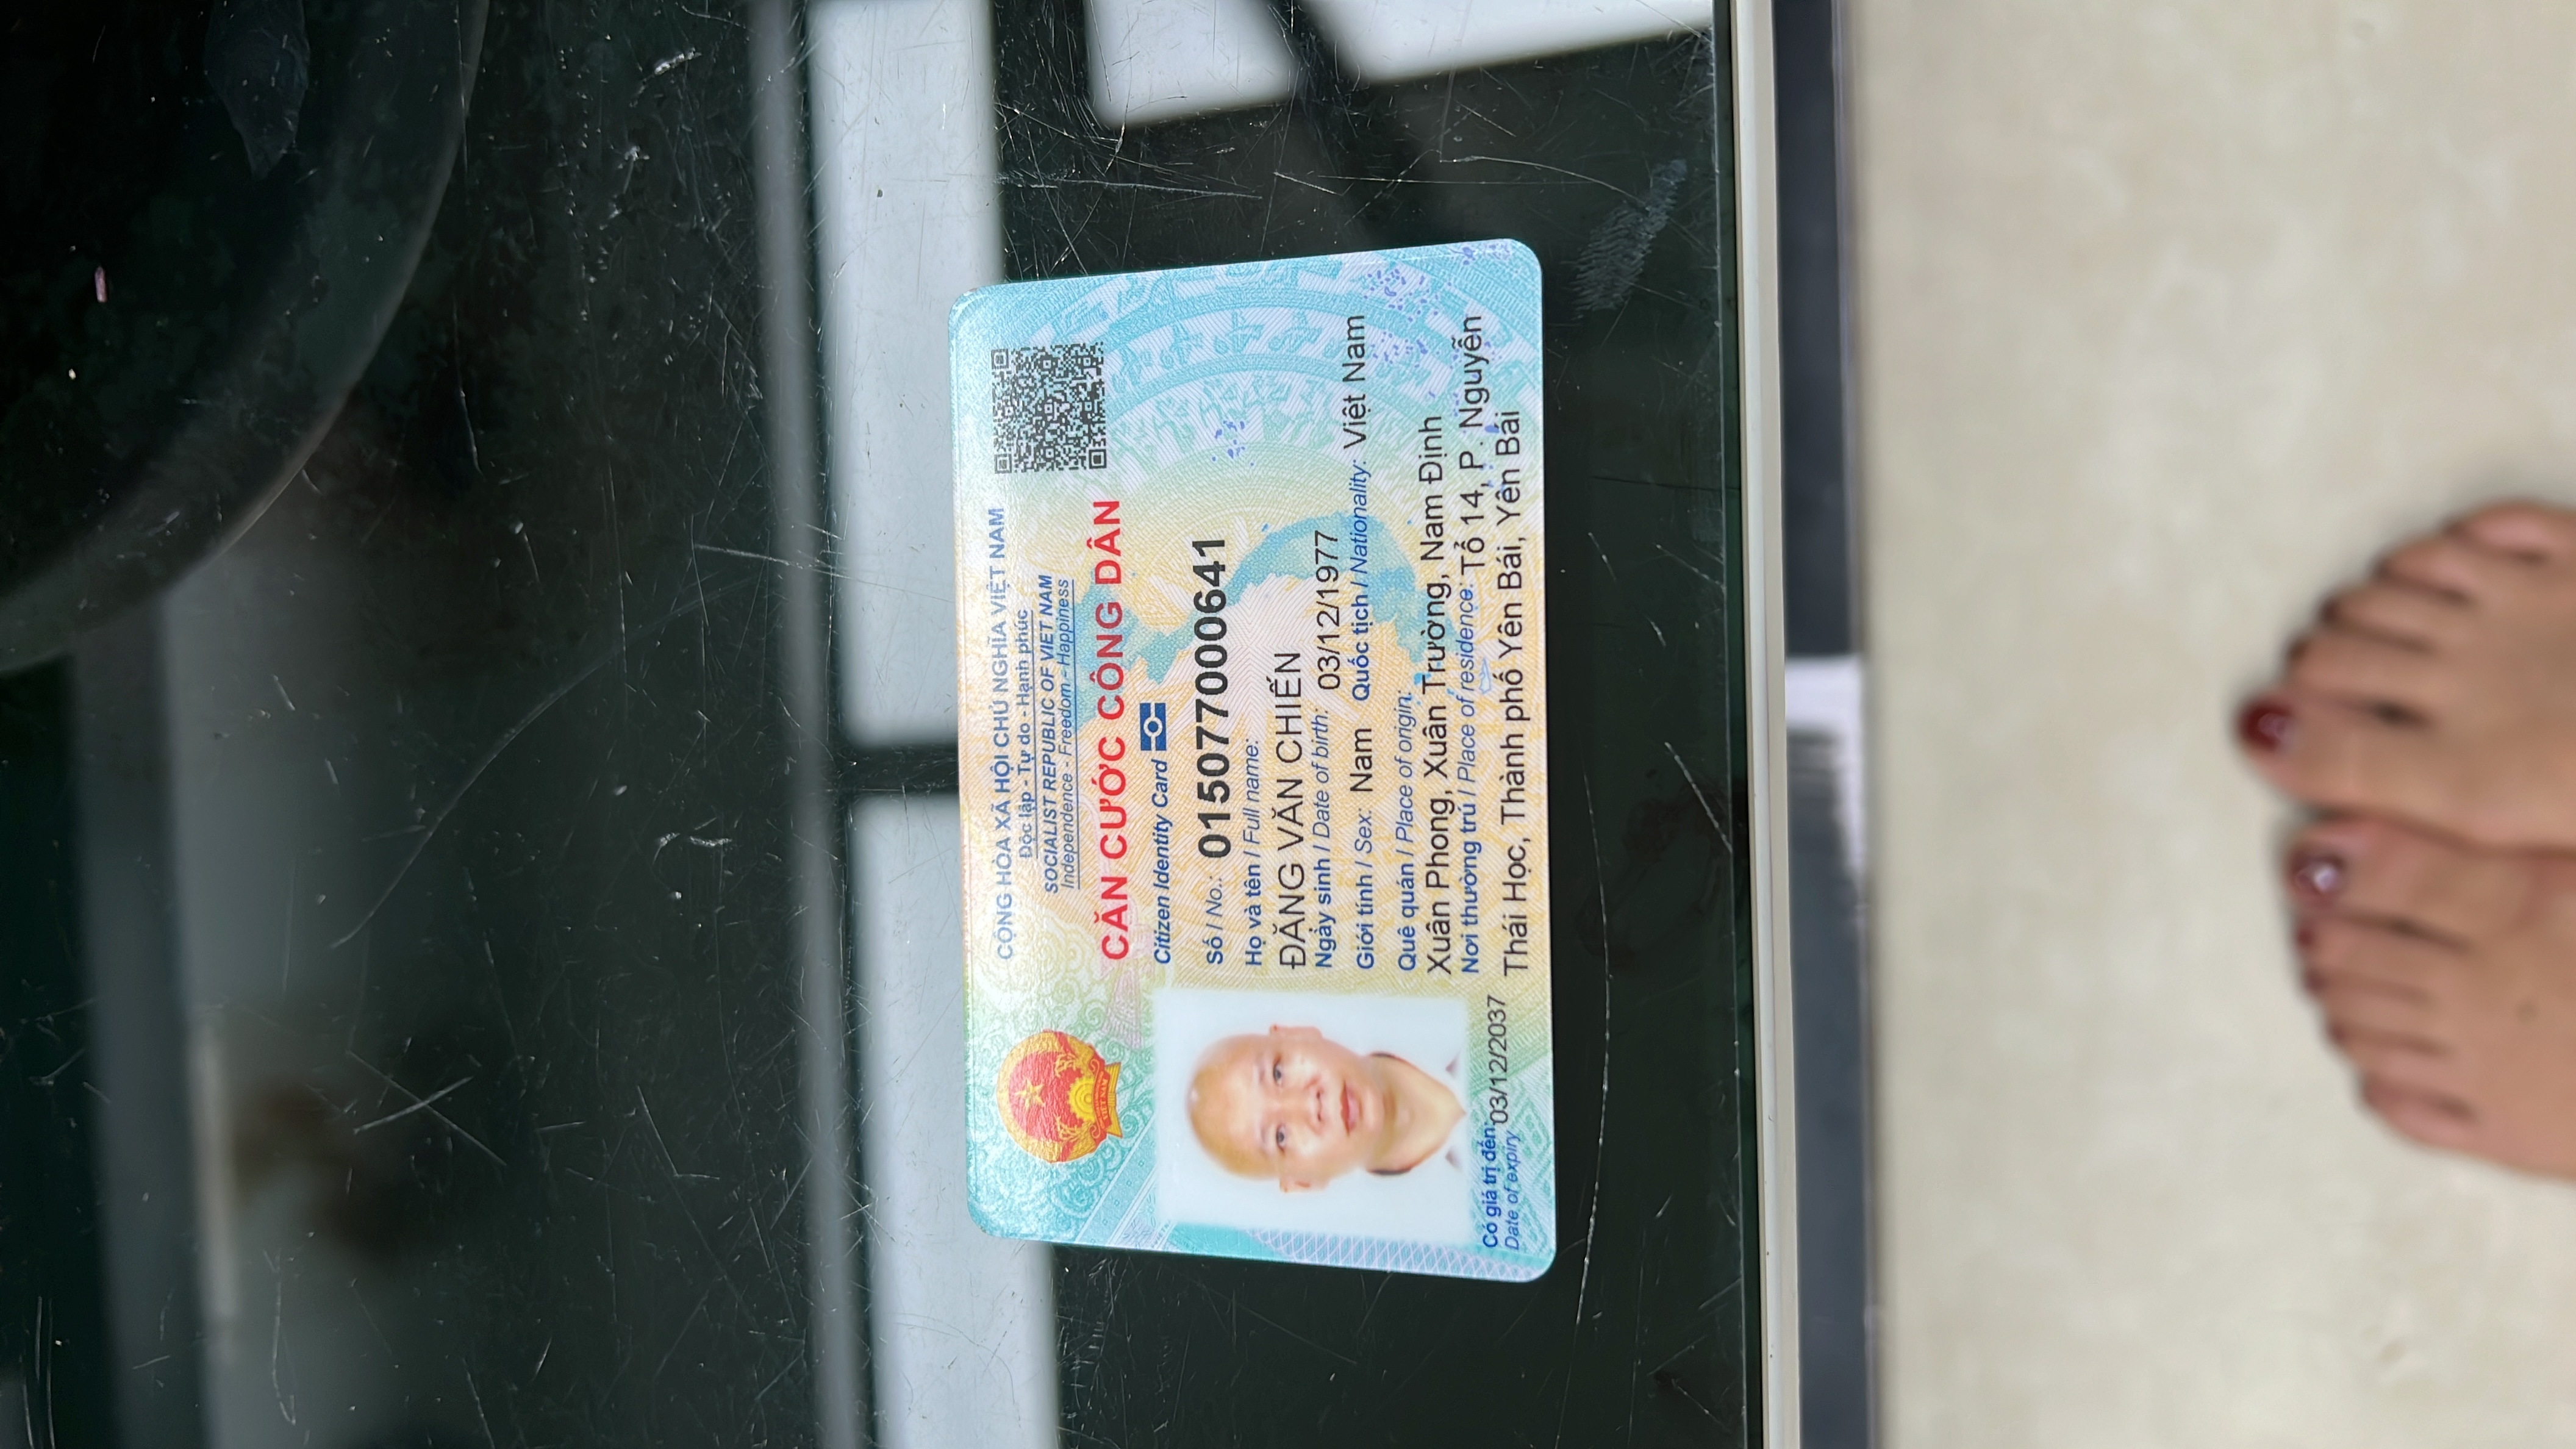 CỘNG HÒA XÃ HỘI CHỦ NGHĨA VIỆT NAM
Độc lập - Tự do - Hạnh phúc
SOCIALIST REPUBLIC OF VIET NAM
Independence - Freedom - Happiness
CĂN CƯỚC CÔNG DÂN
Citizen Identity Card
Số / No.: 015077000641
Họ và tên / Full name:
ĐẶNG VĂN CHIẾN
Ngày sinh / Date of birth: 03/12/1977
Giới tính / Sex: Nam Quốc tịch / Nationality: Việt Nam
Quê quán / Place of origin:
Xuân Phong, Xuân Trường, Nam Định
Nơi thường trú / Place of residence: Tổ 14, P. Nguyễn
Thái Học, Thành phố Yên Bái, Yên Bái
Có giá trị đến: 03/12/2037
Date of expiry
VIỆT NAM